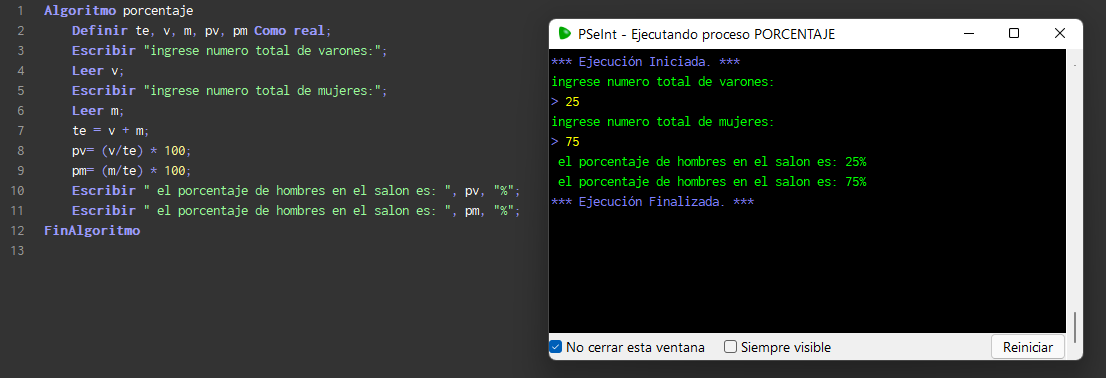 1 Algoritmo porcentaje
2 Definir te, v, m, pv, pm Como real;
3 Escribir "ingrese numero total de varones:";
4 Leer v;
5 Escribir "ingrese numero total de mujeres:";
6 Leer m;
7 te = v + m;
8 pv= (v/te) * 100;
9 pm= (m/te) * 100;
10 Escribir " el porcentaje de hombres en el salon es: ", pv, "%";
11 Escribir " el porcentaje de hombres en el salon es: ", pm, "%";
12 FinAlgoritmo
13
PSeInt - Ejecutando proceso PORCENTAJE
*** Ejecución Iniciada. ***
ingrese numero total de varones:
> 25
ingrese numero total de mujeres:
> 75
el porcentaje de hombres en el salon es: 25%
el porcentaje de hombres en el salon es: 75%
*** Ejecución Finalizada. ***
No cerrar esta ventana Siempre visible Reiniciar